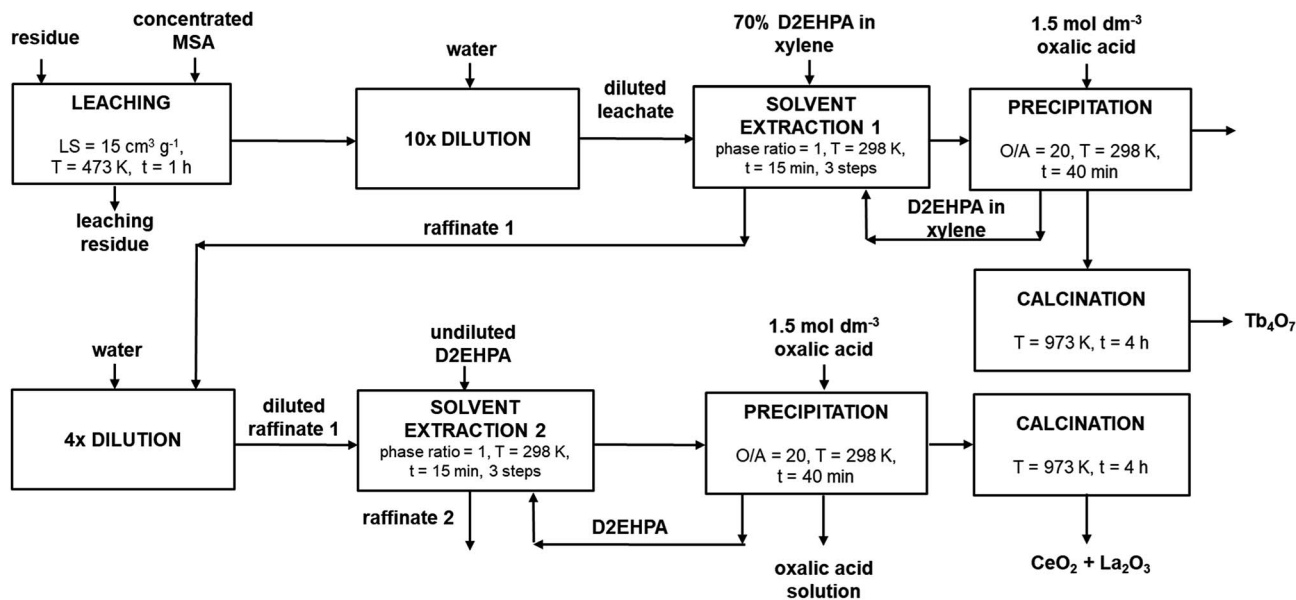 residue
concentrated
MSA
LEACHING
LS = 15 cm³ g⁻¹,
T = 473 K, t = 1 h
leaching
residue
water
10x DILUTION
diluted
leachate
70% D2EHPA in
xylene
SOLVENT
EXTRACTION 1
phase ratio = 1, T = 298 K,
t = 15 min, 3 steps
1.5 mol dm⁻³
oxalic acid
PRECIPITATION
O/A = 20, T = 298 K,
t = 40 min
D2EHPA in
xylene
raffinate 1
CALCINATION
T = 973 K, t = 4 h
Tb₄O₇
water
4x DILUTION
diluted
raffinate 1
undiluted
D2EHPA
SOLVENT
EXTRACTION 2
phase ratio = 1, T = 298 K,
t = 15 min, 3 steps
raffinate 2
D2EHPA
1.5 mol dm⁻³
oxalic acid
PRECIPITATION
O/A = 20, T = 298 K,
t = 40 min
oxalic acid
solution
CALCINATION
T = 973 K, t = 4 h
CeO₂ + La₂O₃